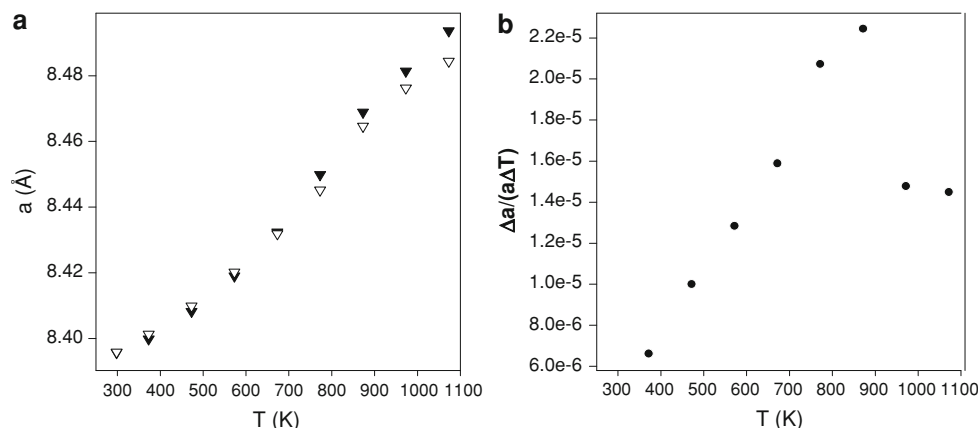 a
8.48
8.46
8.44
8.42
8.40
a (Å)
300 400 500 600 700 800 900 1000 1100
T (K)
b
2.2e-5
2.0e-5
1.8e-5
1.6e-5
1.4e-5
1.2e-5
1.0e-5
8.0e-6
6.0e-6
Δa/(aΔT)
300 400 500 600 700 800 900 1000 1100
T (K)